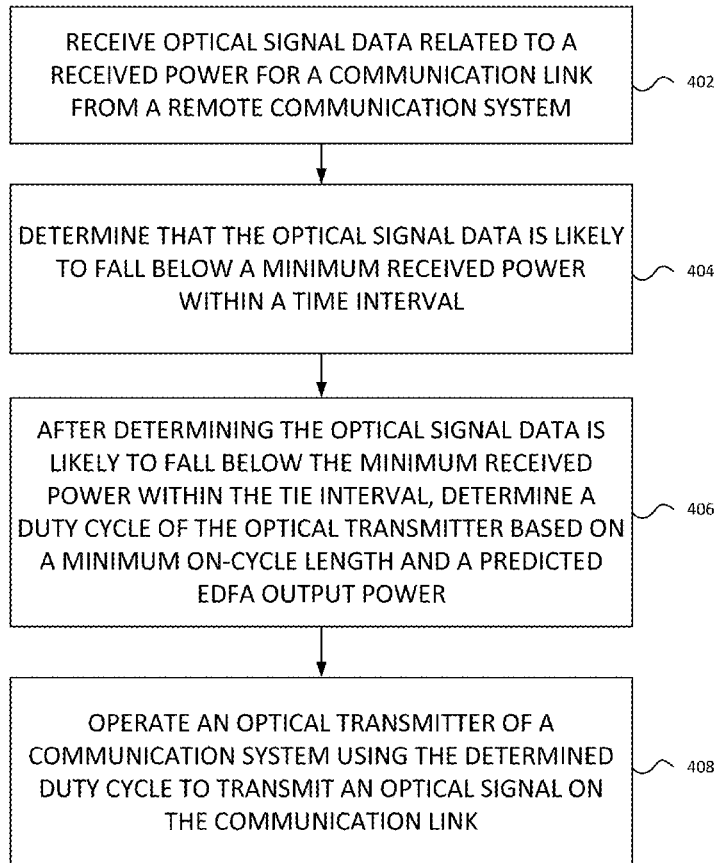 RECEIVE OPTICAL SIGNAL DATA RELATED TO A
RECEIVED POWER FOR A COMMUNICATION LINK
FROM A REMOTE COMMUNICATION SYSTEM
402
DETERMINE THAT THE OPTICAL SIGNAL DATA IS LIKELY
TO FALL BELOW A MINIMUM RECEIVED POWER
WITHIN A TIME INTERVAL
404
AFTER DETERMINING THE OPTICAL SIGNAL DATA IS
LIKELY TO FALL BELOW THE MINIMUM RECEIVED
POWER WITHIN THE TIE INTERVAL, DETERMINE A
DUTY CYCLE OF THE OPTICAL TRANSMITTER BASED ON
A MINIMUM ON-CYCLE LENGTH AND A PREDICTED
EDFA OUTPUT POWER
406
OPERATE AN OPTICAL TRANSMITTER OF A
COMMUNICATION SYSTEM USING THE DETERMINED
DUTY CYCLE TO TRANSMIT AN OPTICAL SIGNAL ON
THE COMMUNICATION LINK
408